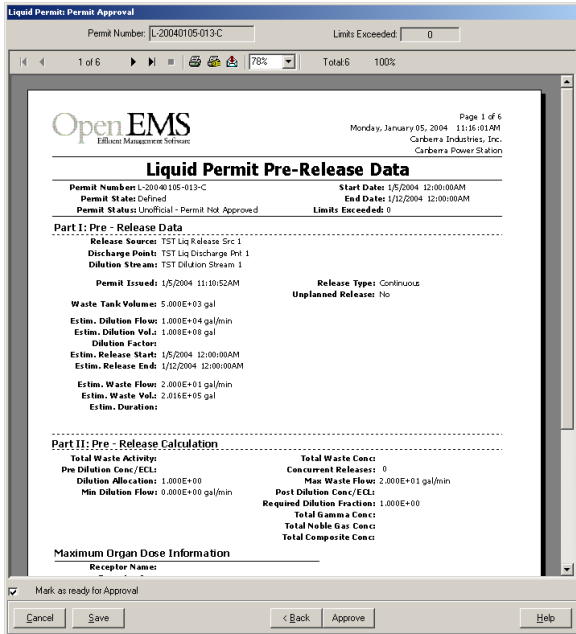 Liquid Permit: Permit Approval
Permit Number: L-20040105-013-C Limits Exceeded: 0
1 of 6 78% Total:6 100%
Open EMS
Effluent Management Software
Page 1 of 6
Monday, January 05, 2004 11:16:01AM
Canberra Industries, Inc.
Canberra Power Station
Liquid Permit Pre-Release Data
Permit Number: L-20040105-013-C Start Date: 1/5/2004 12:00:00AM
Permit State: Defined End Date: 1/12/2004 12:00:00AM
Permit Status: Unofficial - Permit Not Approved Limits Exceeded: 0
Part I: Pre - Release Data
Release Source: TST Liq Release Src 1
Discharge Point: TST Liq Discharge Pnt 1
Dilution Stream: TST Dilution Stream 1
Permit Issued: 1/5/2004 11:10:52AM Release Type: Continuous
Unplanned Release: No
Waste Tank Volume: 5.000E+03 gal
Estim. Dilution Flow: 1.000E+04 gal/min
Estim. Dilution Vol.: 1.008E+08 gal
Dilution Factor:
Estim. Release Start: 1/5/2004 12:00:00AM
Estim. Release End: 1/12/2004 12:00:00AM
Estim. Waste Flow: 2.000E+01 gal/min
Estim. Waste Vol.: 2.016E+05 gal
Estim. Duration:
Part II: Pre - Release Calculation
Total Waste Activity: Total Waste Conc:
Pre Dilution Conc/ECL: Concurrent Releases: 0
Dilution Allocation: 1.000E+00 Max Waste Flow: 2.000E+01 gal/min
Min Dilution Flow: 0.000E+00 gal/min Post Dilution Conc/ECL:
Required Dilution Fraction: 1.000E+00
Total Gamma Conc:
Total Noble Gas Conc:
Total Composite Conc:
Maximum Organ Dose Information
Receptor Name:
Mark as ready for Approval
Cancel Save < Back Approve Help